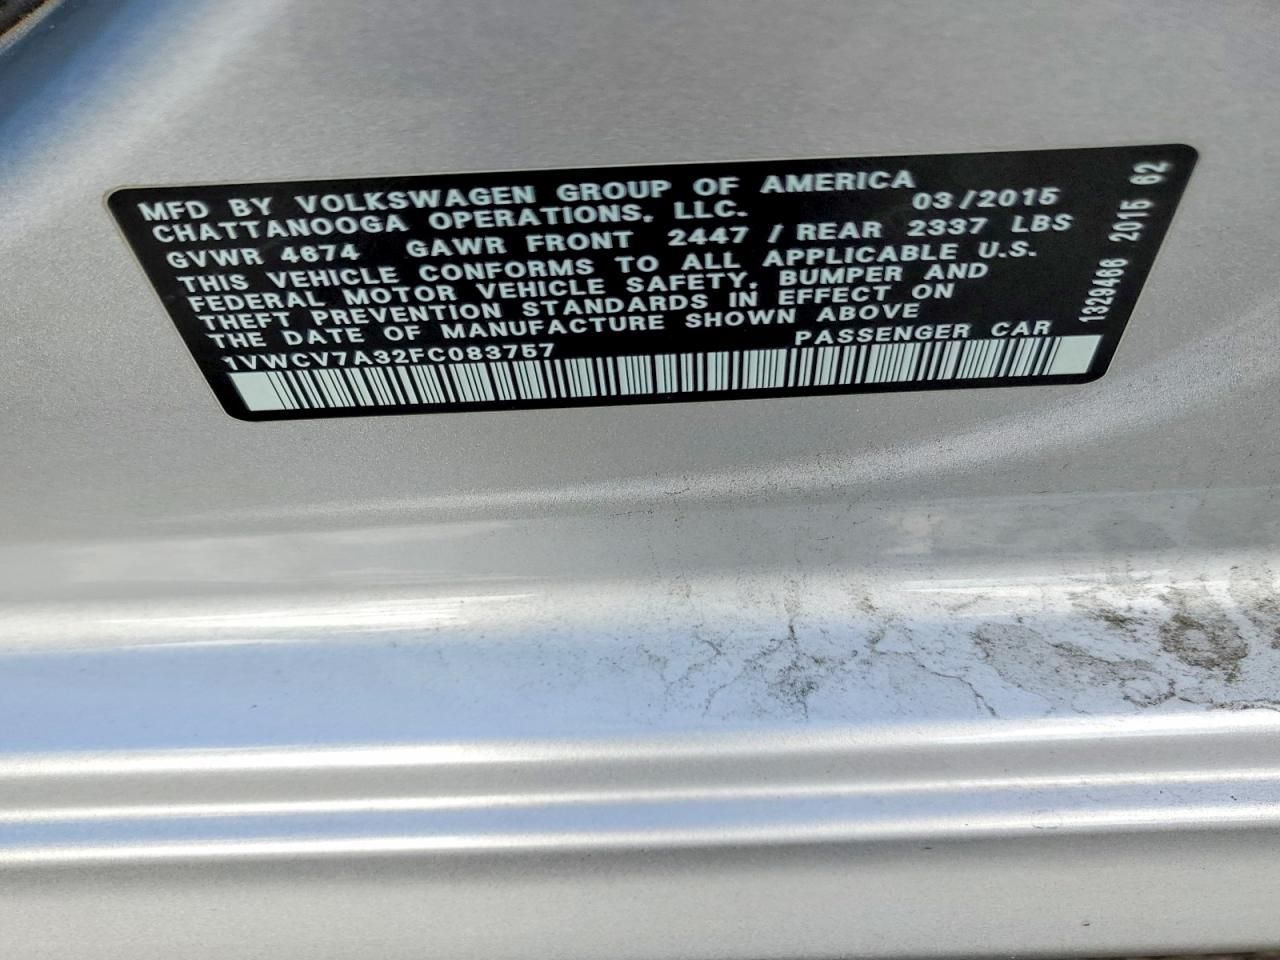 MFD BY VOLKSWAGEN GROUP OF AMERICA
CHATTANOOGA OPERATIONS, LLC. 03/2015
GVWR 4674 GAWR FRONT 2447 / REAR 2337 LBS
THIS VEHICLE CONFORMS TO ALL APPLICABLE U.S.
FEDERAL MOTOR VEHICLE SAFETY, BUMPER AND
THEFT PREVENTION STANDARDS IN EFFECT ON
THE DATE OF MANUFACTURE SHOWN ABOVE
1VWCV7A32FC083757 PASSENGER CAR
1329466 2015 62